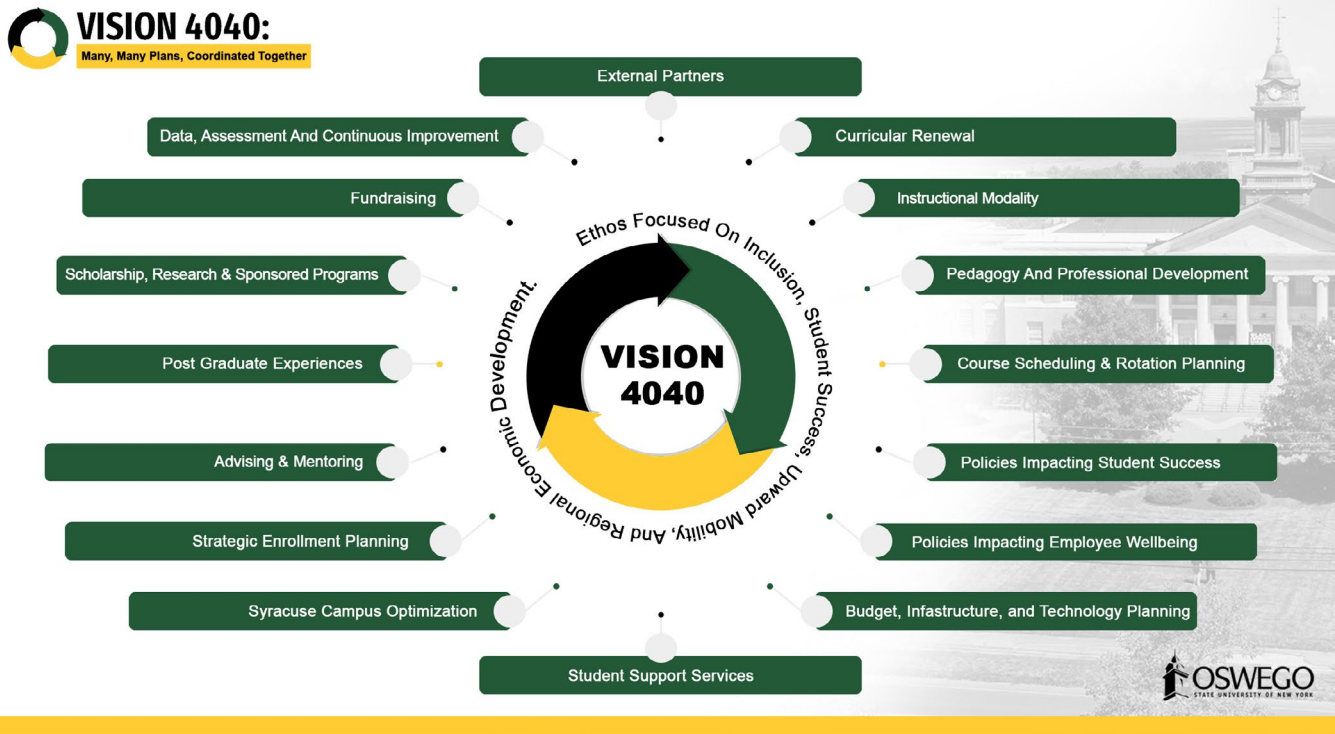 VISION 4040:
Many, Many Plans, Coordinated Together
External Partners
Data, Assessment And Continuous Improvement
Curricular Renewal
Fundraising
Instructional Modality
Scholarship, Research & Sponsored Programs
Pedagogy And Professional Development
Post Graduate Experiences
Course Scheduling & Rotation Planning
Advising & Mentoring
Policies Impacting Student Success
Strategic Enrollment Planning
Policies Impacting Employee Wellbeing
Syracuse Campus Optimization
Budget, Infastructure, and Technology Planning
Student Support Services
Ethos Focused On Inclusion, Student Success, Upward Mobility, And Regional Economic Development.
VISION
4040
OSWEGO
STATE UNIVERSITY OF NEW YORK